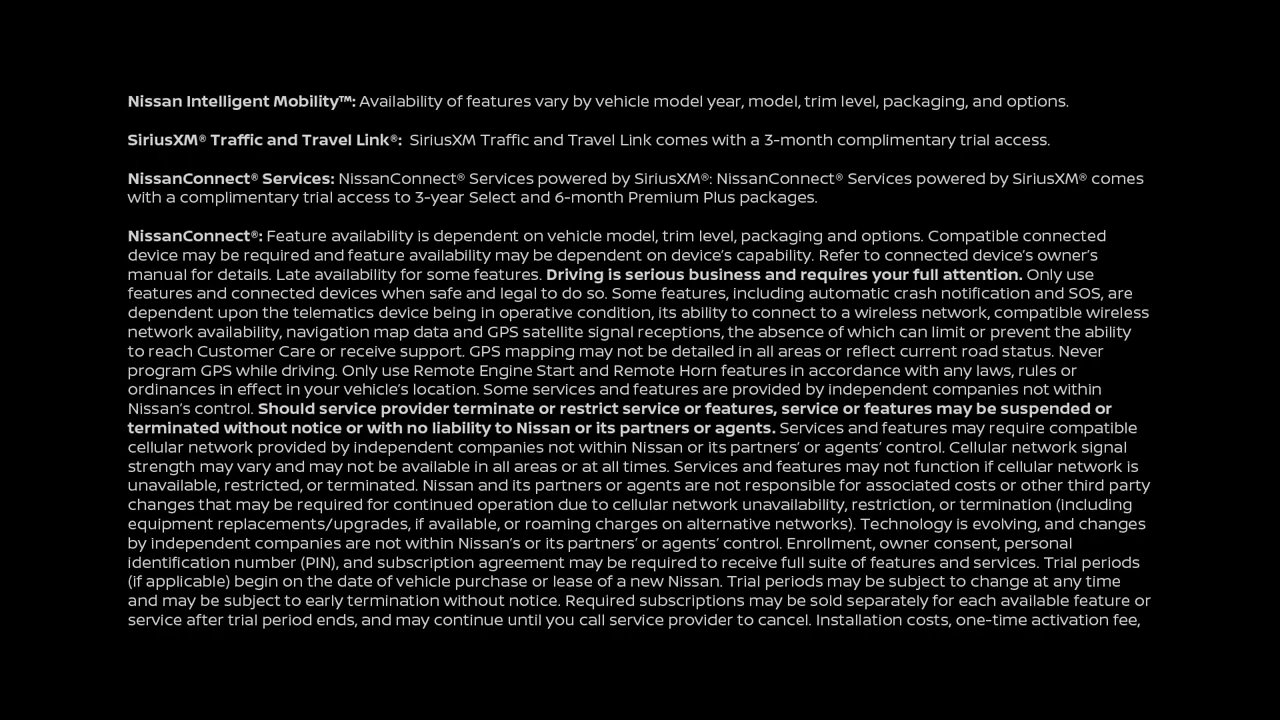 Nissan Intelligent Mobility™: Availability of features vary by vehicle model year, model, trim level, packaging, and options.
SiriusXM® Traffic and Travel Link®: SiriusXM Traffic and Travel Link comes with a 3-month complimentary trial access.
NissanConnect® Services: NissanConnect® Services powered by SiriusXM®: NissanConnect® Services powered by SiriusXM® comes
with a complimentary trial access to 3-year Select and 6-month Premium Plus packages.
NissanConnect®: Feature availability is dependent on vehicle model, trim level, packaging and options. Compatible connected
device may be required and feature availability may be dependent on device's capability. Refer to connected device's owner's
manual for details. Late availability for some features. Driving is serious business and requires your full attention. Only use
features and connected devices when safe and legal to do so. Some features, including automatic crash notification and SOS, are
dependent upon the telematics device being in operative condition, its ability to connect to a wireless network, compatible wireless
network availability, navigation map data and GPS satellite signal receptions, the absence of which can limit or prevent the ability
to reach Customer Care or receive support. GPS mapping may not be detailed in all areas or reflect current road status. Never
program GPS while driving. Only use Remote Engine Start and Remote Horn features in accordance with any laws, rules or
ordinances in effect in your vehicle's location. Some services and features are provided by independent companies not within
Nissan's control. Should service provider terminate or restrict service or features, service or features may be suspended or
terminated without notice or with no liability to Nissan or its partners or agents. Services and features may require compatible
cellular network provided by independent companies not within Nissan or its partners' or agents' control. Cellular network signal
strength may vary and may not be available in all areas or at all times. Services and features may not function if cellular network is
unavailable, restricted, or terminated. Nissan and its partners or agents are not responsible for associated costs or other third party
changes that may be required for continued operation due to cellular network unavailability, restriction, or termination (including
equipment replacements/upgrades, if available, or roaming charges on alternative networks). Technology is evolving, and changes
by independent companies are not within Nissan's or its partners' or agents' control. Enrollment, owner consent, personal
identification number (PIN), and subscription agreement may be required to receive full suite of features and services. Trial periods
(if applicable) begin on the date of vehicle purchase or lease of a new Nissan. Trial periods may be subject to change at any time
and may be subject to early termination without notice. Required subscriptions may be sold separately for each available feature or
service after trial period ends, and may continue until you call service provider to cancel. Installation costs, one-time activation fee,